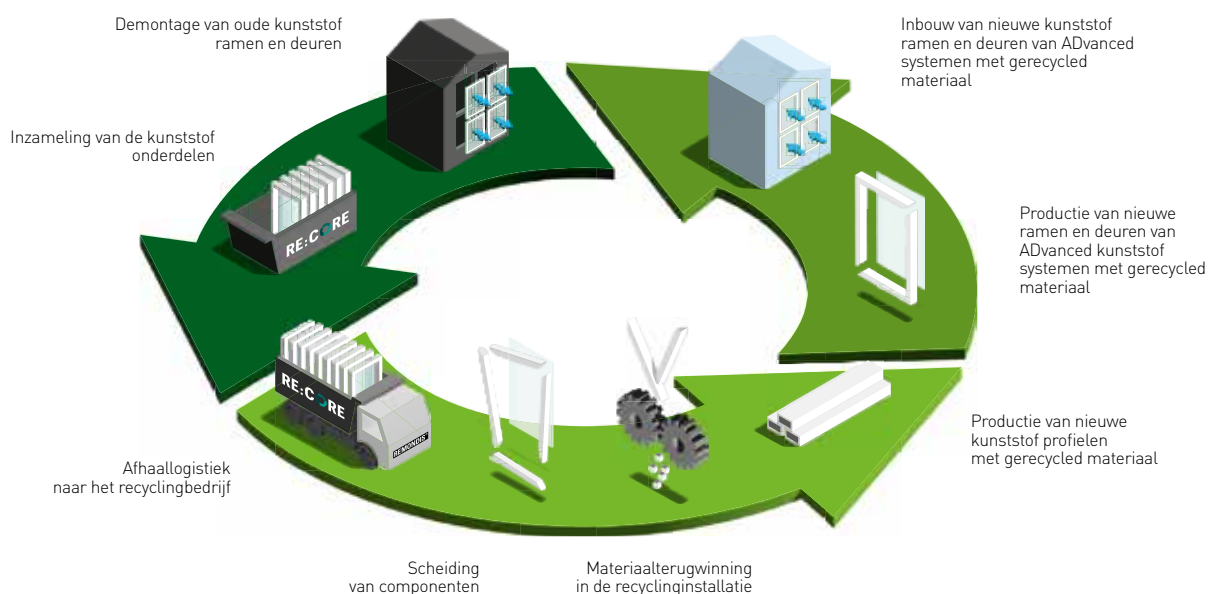 Demontage van oude kunststof
ramen en deuren
Inbouw van nieuwe kunststof
ramen en deuren van ADvanced
systemen met gerecycled
materiaal
Inzameling van de kunststof
onderdelen
RE:CORE
Productie van nieuwe
ramen en deuren van
ADvanced kunststof
systemen met gerecycled
materiaal
RE:CORE
REMONDIS
Productie van nieuwe
kunststof profielen
met gerecycled materiaal
Afhaallogistiek
naar het recyclingbedrijf
Scheiding
van componenten
Materiaalterugwinning
in de recyclinginstallatie